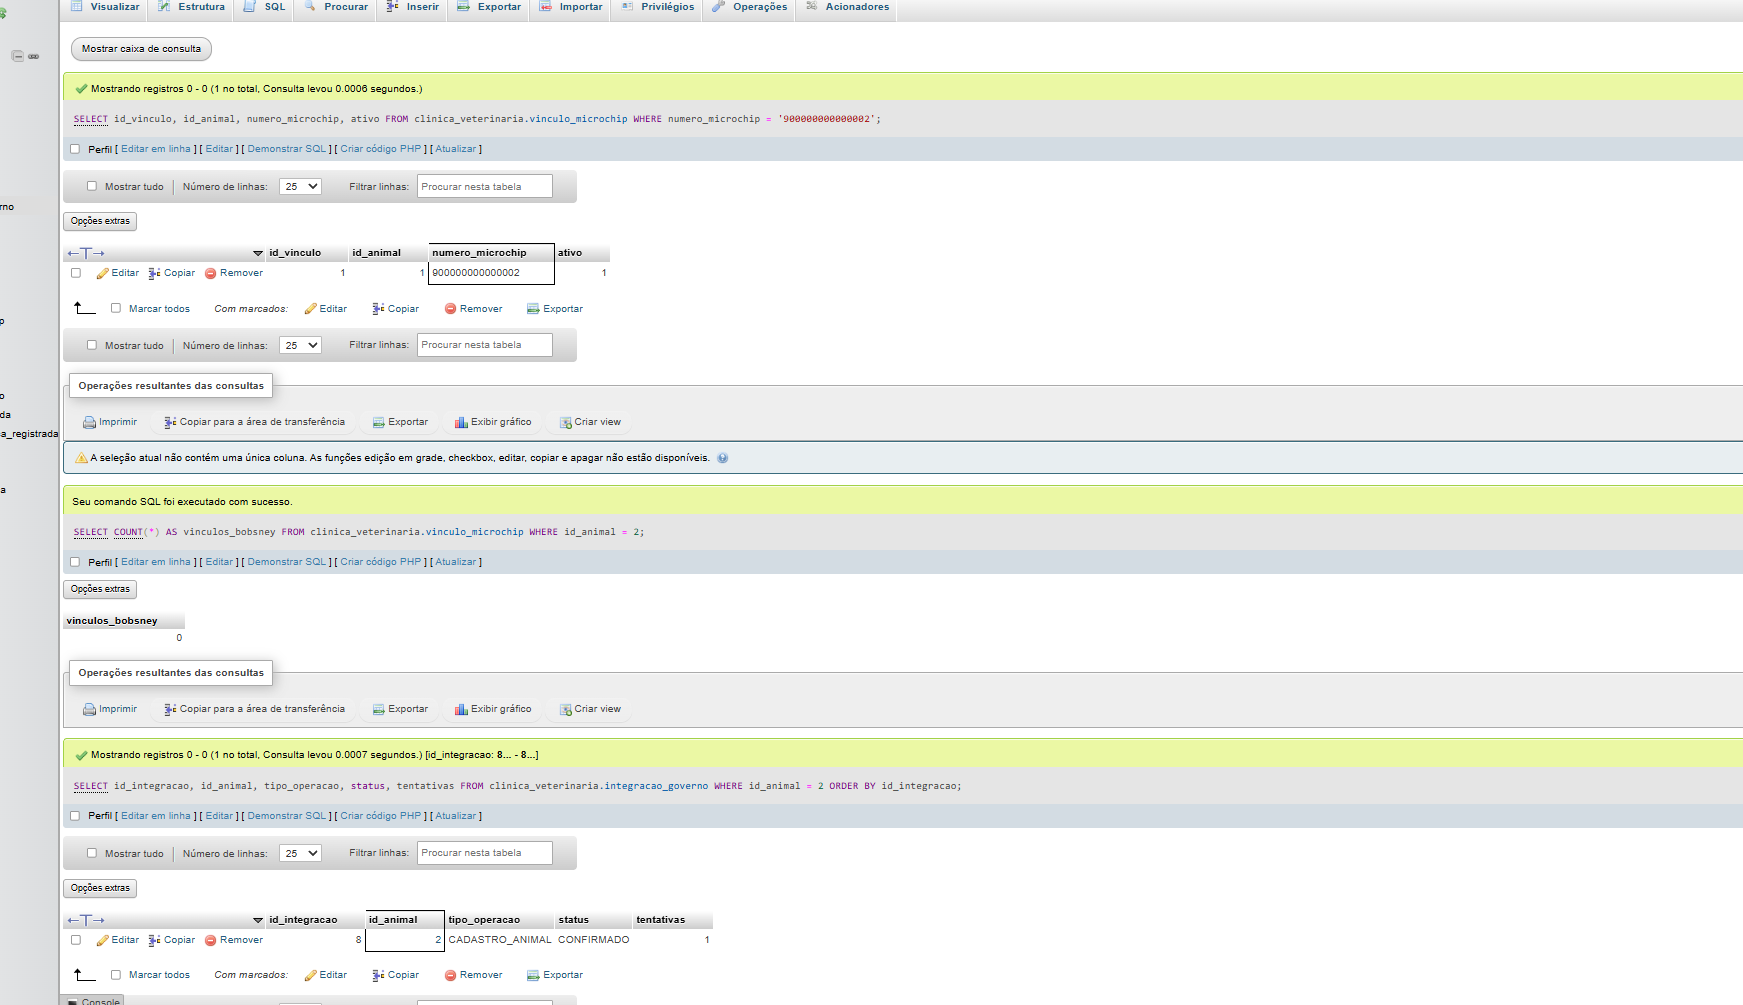 Visualizar Estrutura SQL Procurar Inserir Exportar Importar Privilégios Operações Acionadores
Mostrar caixa de consulta
Mostrando registros 0 - 0 (1 no total, Consulta levou 0.0006 segundos.)
SELECT id_vinculo, id_animal, numero_microchip, ativo FROM clinica_veterinaria.vinculo_microchip WHERE numero_microchip = '900000000000002';
Perfil [ Editar em linha ] [ Editar ] [ Demonstrar SQL ] [ Criar código PHP ] [ Atualizar ]
Mostrar tudo Número de linhas: 25 Filtrar linhas: Procurar nesta tabela
rno
Opções extras
←T→ id_vinculo id_animal numero_microchip ativo
Editar Copiar Remover 1 1 900000000000002 1
Marcar todos Com marcados: Editar Copiar Remover Exportar
p
Mostrar tudo Número de linhas: 25 Filtrar linhas: Procurar nesta tabela
Operações resultantes das consultas
o
da
Imprimir Copiar para a área de transferência Exportar Exibir gráfico Criar view
ca_registrada
A seleção atual não contém uma única coluna. As funções edição em grade, checkbox, editar, copiar e apagar não estão disponíveis.
a
Seu comando SQL foi executado com sucesso.
SELECT COUNT(*) AS vinculos_bobsney FROM clinica_veterinaria.vinculo_microchip WHERE id_animal = 2;
Perfil [ Editar em linha ] [ Editar ] [ Demonstrar SQL ] [ Criar código PHP ] [ Atualizar ]
Opções extras
vinculos_bobsney
0
Operações resultantes das consultas
Imprimir Copiar para a área de transferência Exportar Exibir gráfico Criar view
Mostrando registros 0 - 0 (1 no total, Consulta levou 0.0007 segundos.) [id_integracao: 8... - 8...]
SELECT id_integracao, id_animal, tipo_operacao, status, tentativas FROM clinica_veterinaria.integracao_governo WHERE id_animal = 2 ORDER BY id_integracao;
Perfil [ Editar em linha ] [ Editar ] [ Demonstrar SQL ] [ Criar código PHP ] [ Atualizar ]
Mostrar tudo Número de linhas: 25 Filtrar linhas: Procurar nesta tabela
Opções extras
←T→ id_integracao id_animal tipo_operacao status tentativas
Editar Copiar Remover 8 2 CADASTRO_ANIMAL CONFIRMADO 1
Marcar todos Com marcados: Editar Copiar Remover Exportar
Console